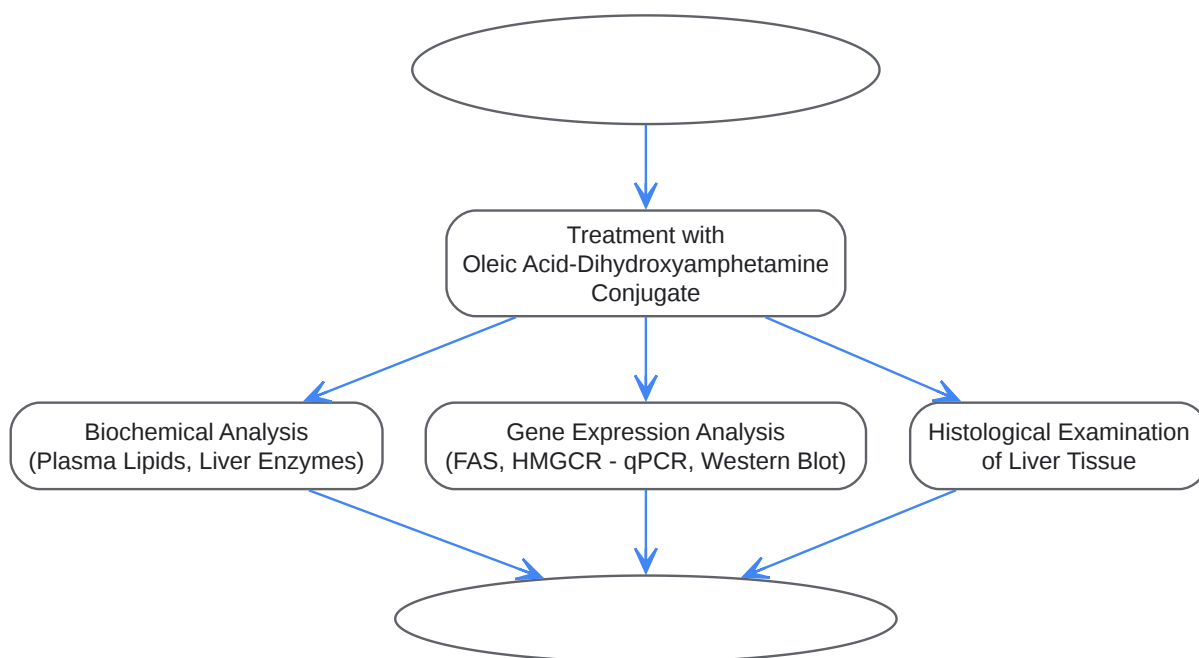 Treatment with
Oleic Acid-Dihydroxyamphetamine
Conjugate
Biochemical Analysis
(Plasma Lipids, Liver Enzymes)
Gene Expression Analysis
(FAS, HMGCR - qPCR, Western Blot)
Histological Examination
of Liver Tissue